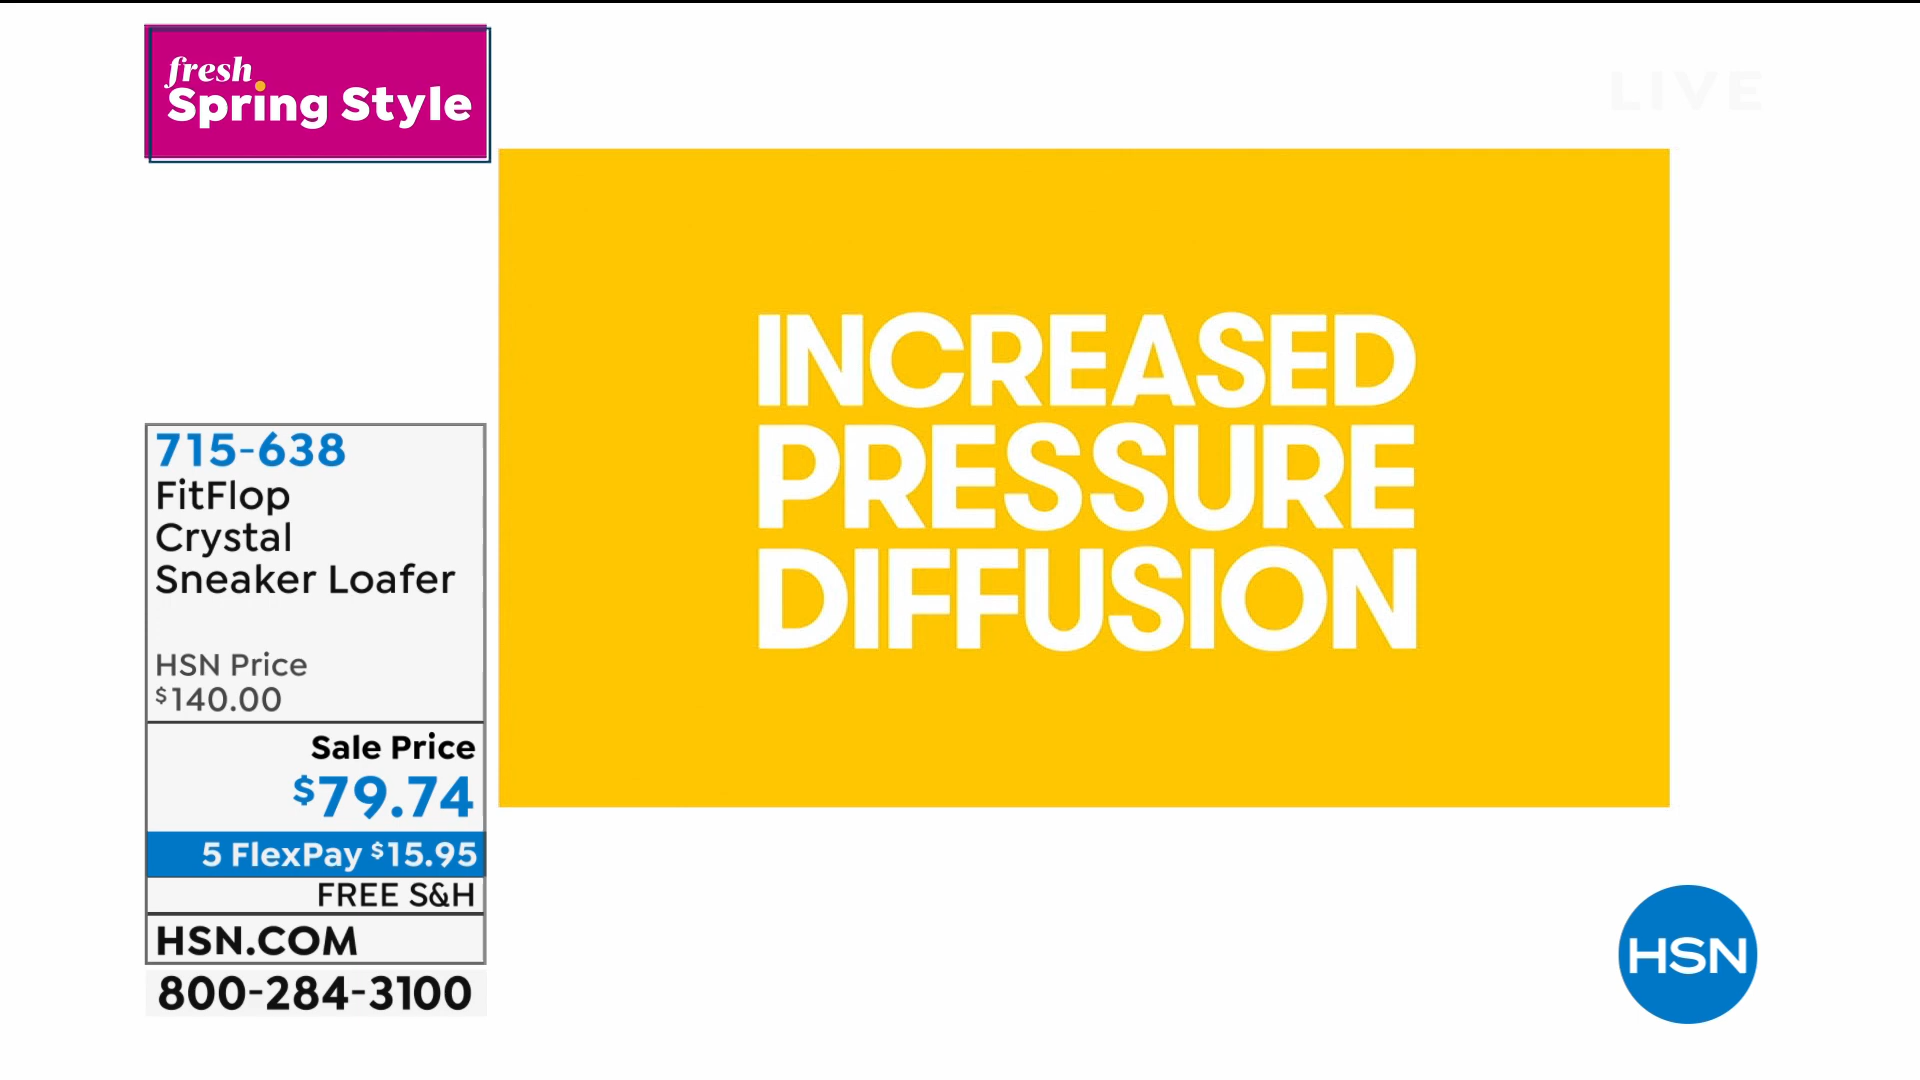 fresh
Spring Style
LIVE
INCREASED
PRESSURE
DIFFUSION
715-638
FitFlop
Crystal
Sneaker Loafer
HSN Price
$140.00
Sale Price
$79.74
5 FlexPay $15.95
FREE S&H
HSN.COM
800-284-3100
HSN